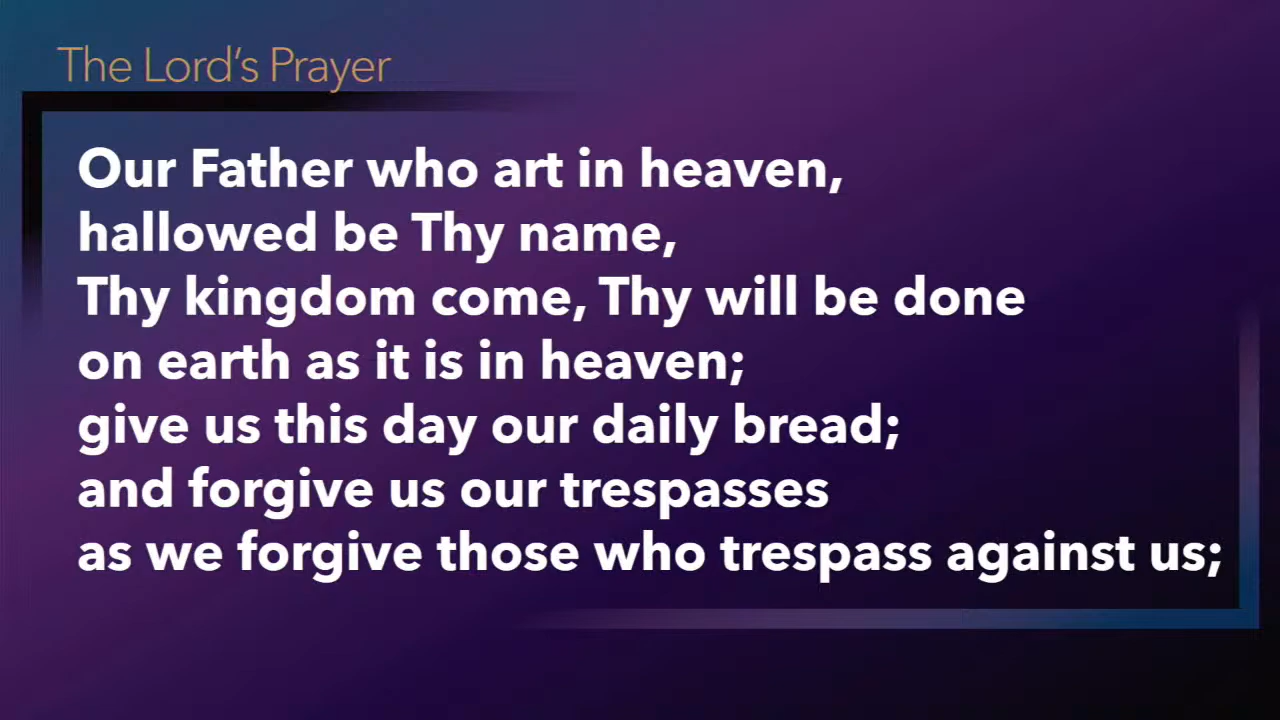 The Lord’s Prayer
Our Father who art in heaven,
hallowed be Thy name,
Thy kingdom come, Thy will be done
on earth as it is in heaven;
give us this day our daily bread;
and forgive us our trespasses
as we forgive those who trespass against us;